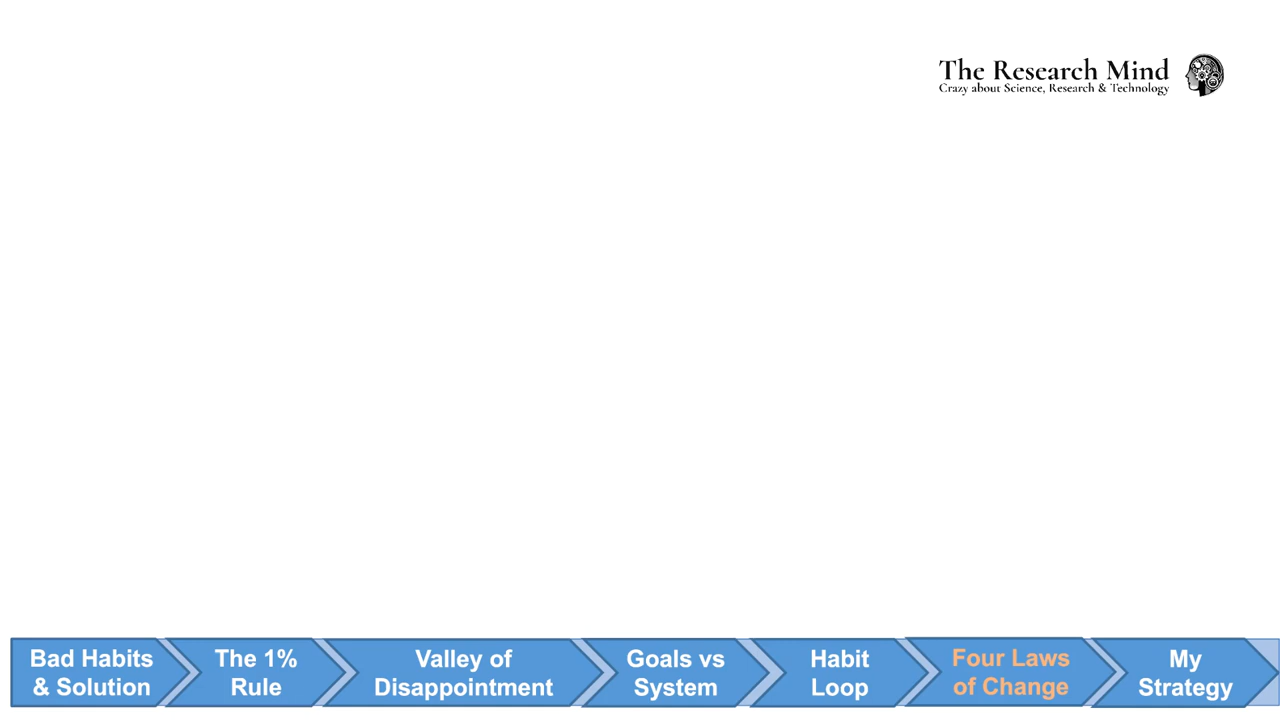 The Research Mind
Crazy about Science, Research & Technology
Bad Habits
& Solution
The 1%
Rule
Valley of
Disappointment
Goals vs
System
Habit
Loop
Four Laws
of Change
My
Strategy